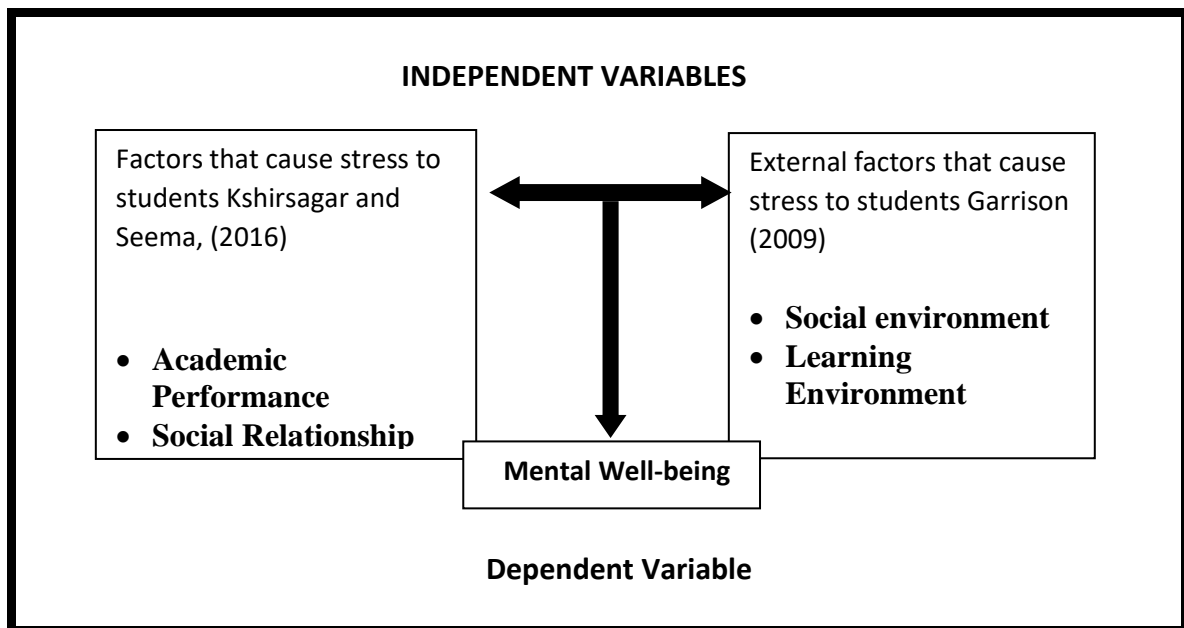 INDEPENDENT VARIABLES
Factors that cause stress to
students Kshirsagar and
Seema, (2016)
• Academic
Performance
• Social Relationship
External factors that cause
stress to students Garrison
(2009)
• Social environment
• Learning
Environment
Mental Well-being
Dependent Variable